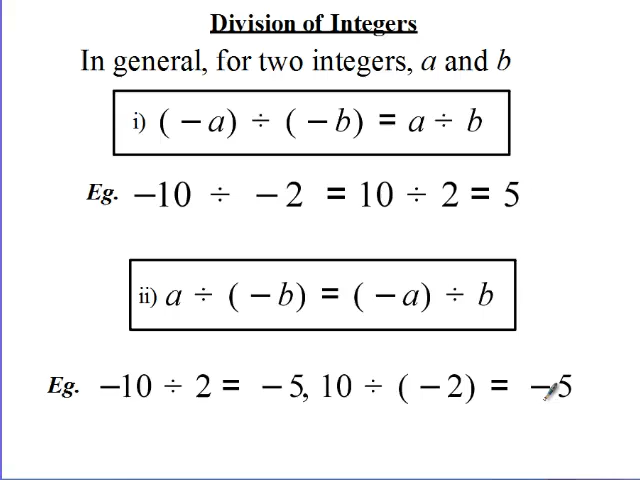 Division of Integers
In general, for two integers, a and b
i) (−a) ÷ (−b) = a ÷ b
Eg. −10 ÷ −2 = 10 ÷ 2 = 5
ii) a ÷ (−b) = (−a) ÷ b
Eg. −10 ÷ 2 = −5, 10 ÷ (−2) = −5